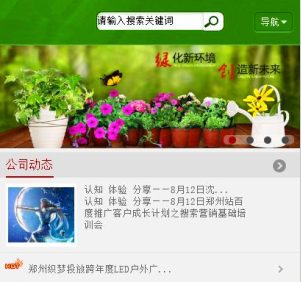 请输入搜索关键词
导航
绿化新环境
创造新未来
公司动态
认知 体验 分享－－8月12日沈...
认知 体验 分享－－8月12日郑州站百
度推广客户成长计划之搜索营销基础培
训会
郑州织梦投放跨年度LED户外广...